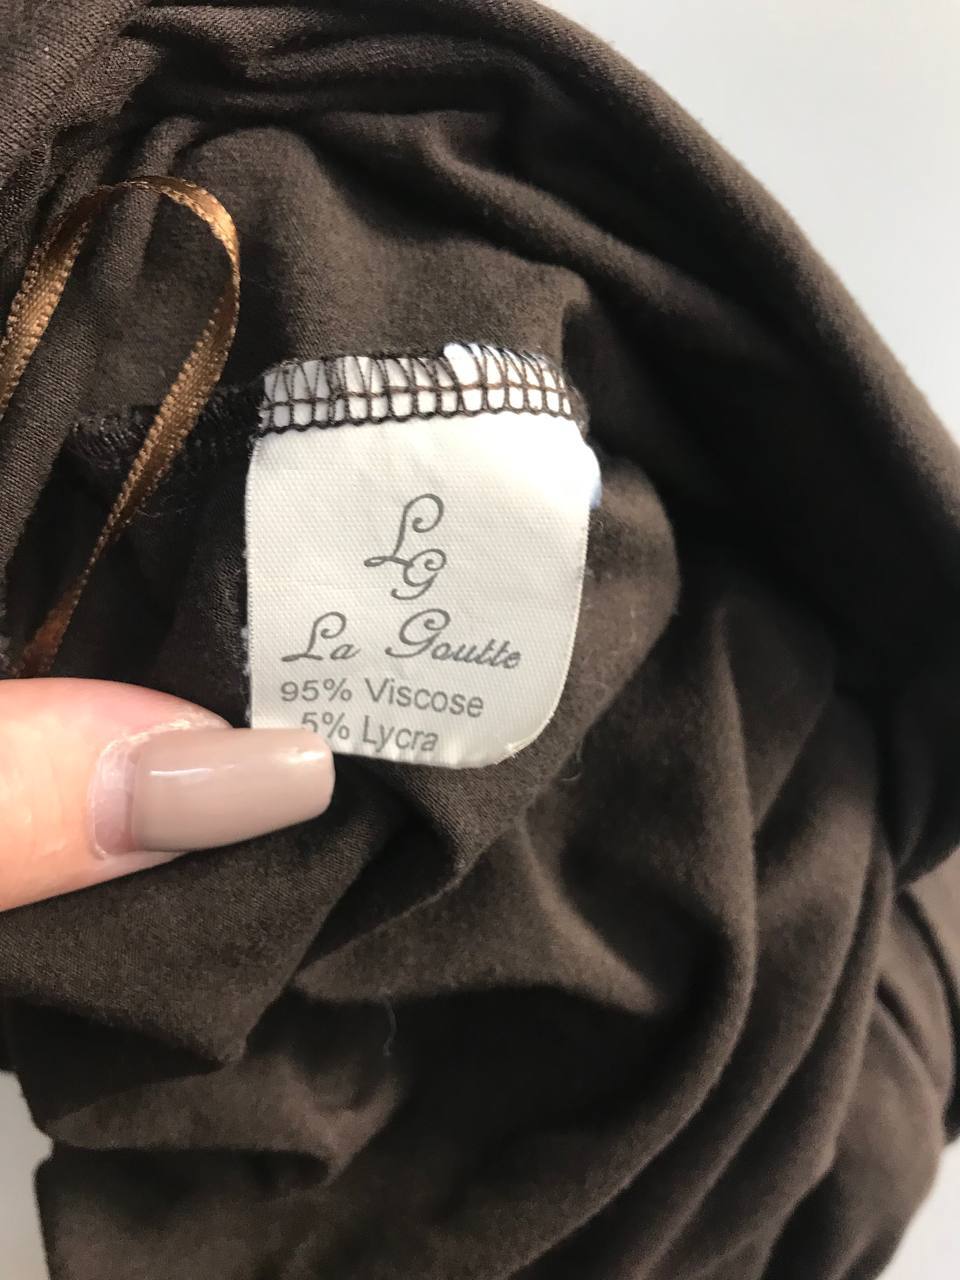 LG
La Goutte
95% Viscose
5% Lycra